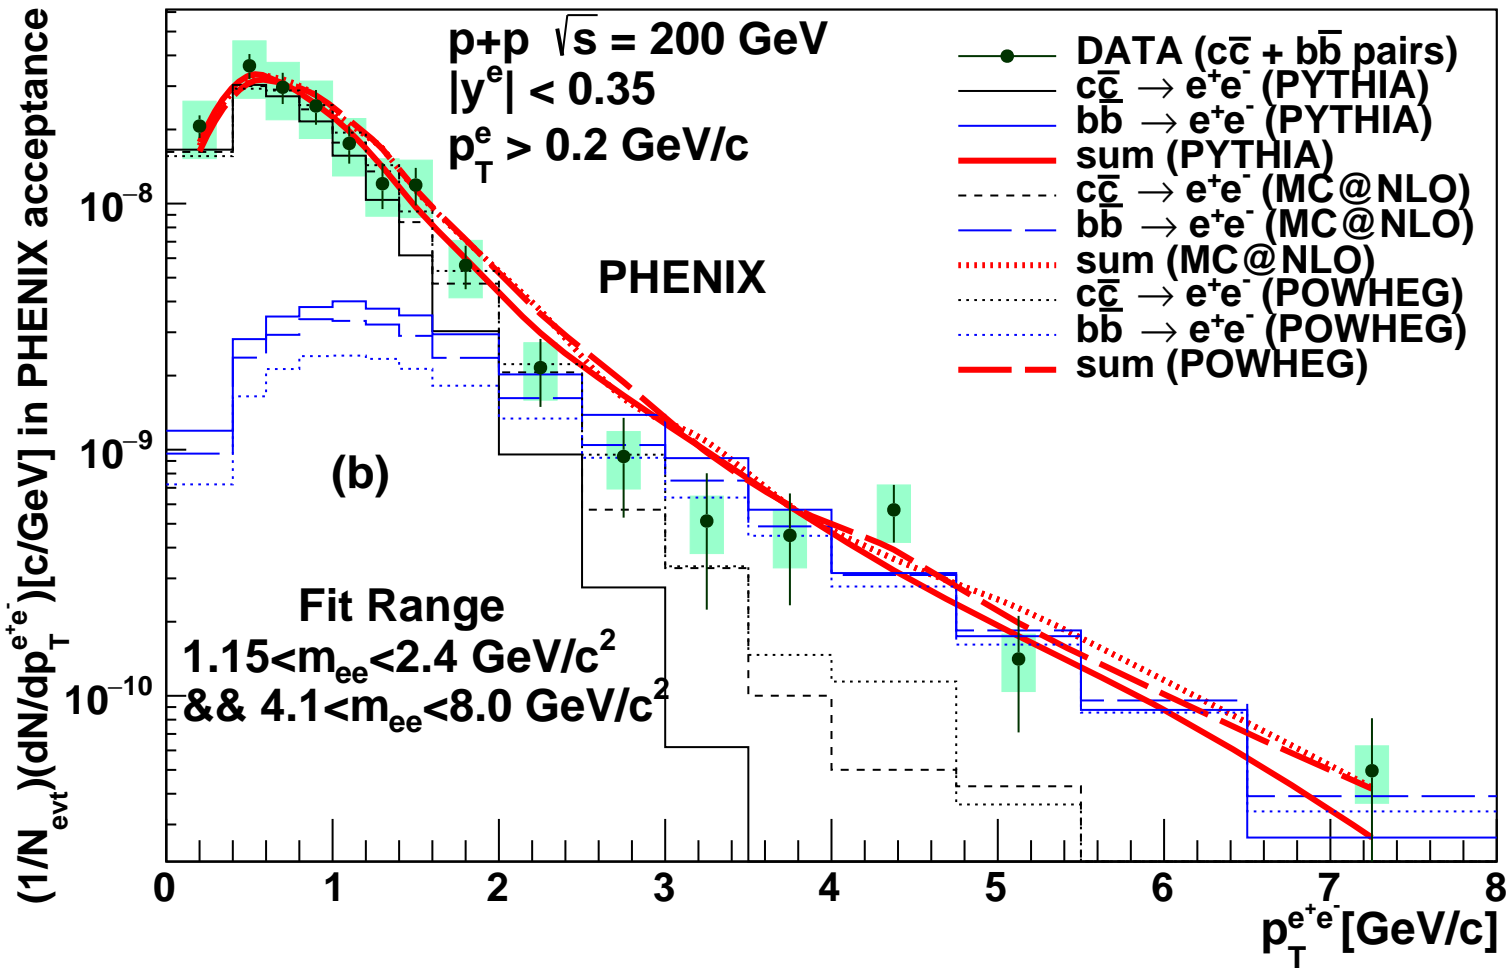 p+p √s = 200 GeV
|yᵉ| < 0.35
p_T^e > 0.2 GeV/c
DATA (cc̅ + bb̅ pairs)
cc̅ → e⁺e⁻ (PYTHIA)
bb̅ → e⁺e⁻ (PYTHIA)
sum (PYTHIA)
cc̅ → e⁺e⁻ (MC@NLO)
bb̅ → e⁺e⁻ (MC@NLO)
sum (MC@NLO)
cc̅ → e⁺e⁻ (POWHEG)
bb̅ → e⁺e⁻ (POWHEG)
sum (POWHEG)
PHENIX
(b)
Fit Range
1.15<m_ee<2.4 GeV/c²
&& 4.1<m_ee<8.0 GeV/c²
(1/N_evt)(dN/dp_T^{e⁺e⁻})[c/GeV] in PHENIX acceptance
10⁻⁸
10⁻⁹
10⁻¹⁰
0 1 2 3 4 5 6 7 8
p_T^{e⁺e⁻} [GeV/c]